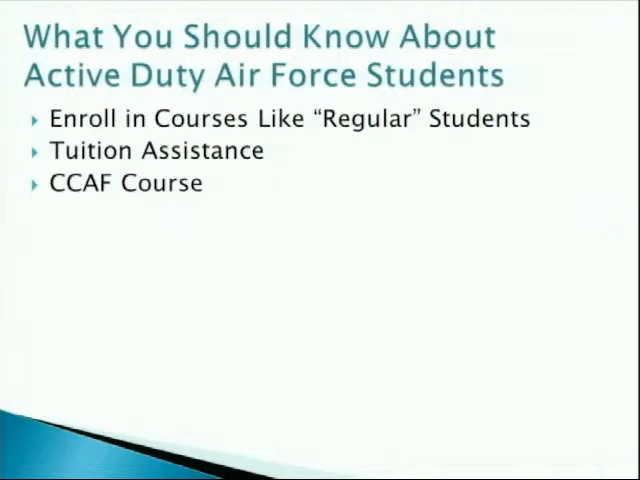 What You Should Know About
Active Duty Air Force Students
Enroll in Courses Like “Regular” Students
Tuition Assistance
CCAF Course